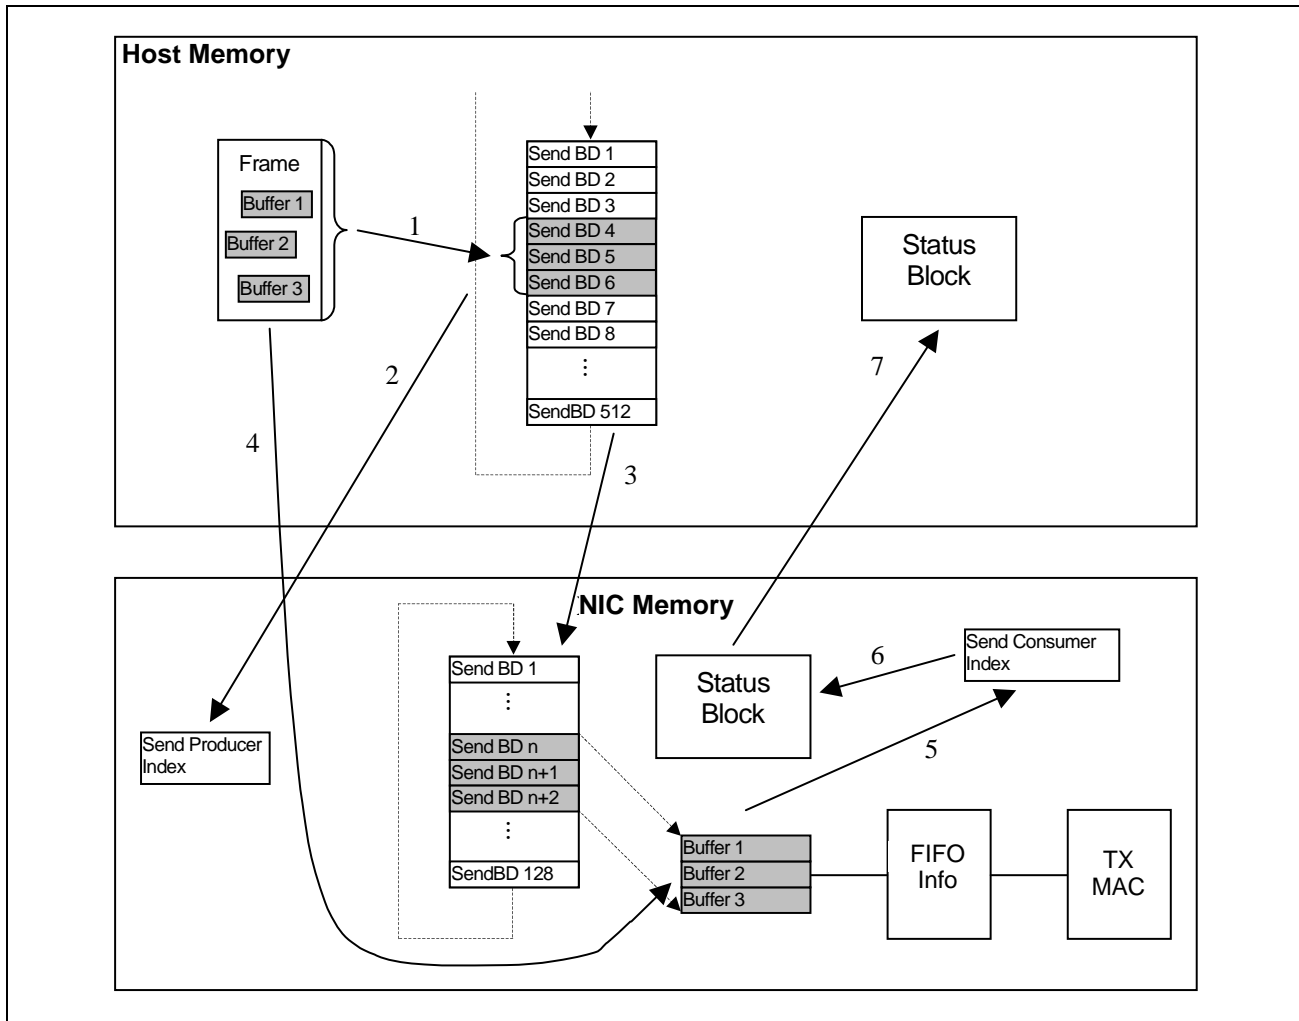 Host Memory
Frame
Buffer 1
Buffer 2
Buffer 3
1
Send BD 1
Send BD 2
Send BD 3
Send BD 4
Send BD 5
Send BD 6
Send BD 7
Send BD 8
⋮
SendBD 512
Status
Block
2
4
3
7
NIC Memory
Send Producer
Index
Send BD 1
⋮
Send BD n
Send BD n+1
Send BD n+2
⋮
SendBD 128
Status
Block
6
Send Consumer
Index
5
Buffer 1
Buffer 2
Buffer 3
FIFO
Info
TX
MAC